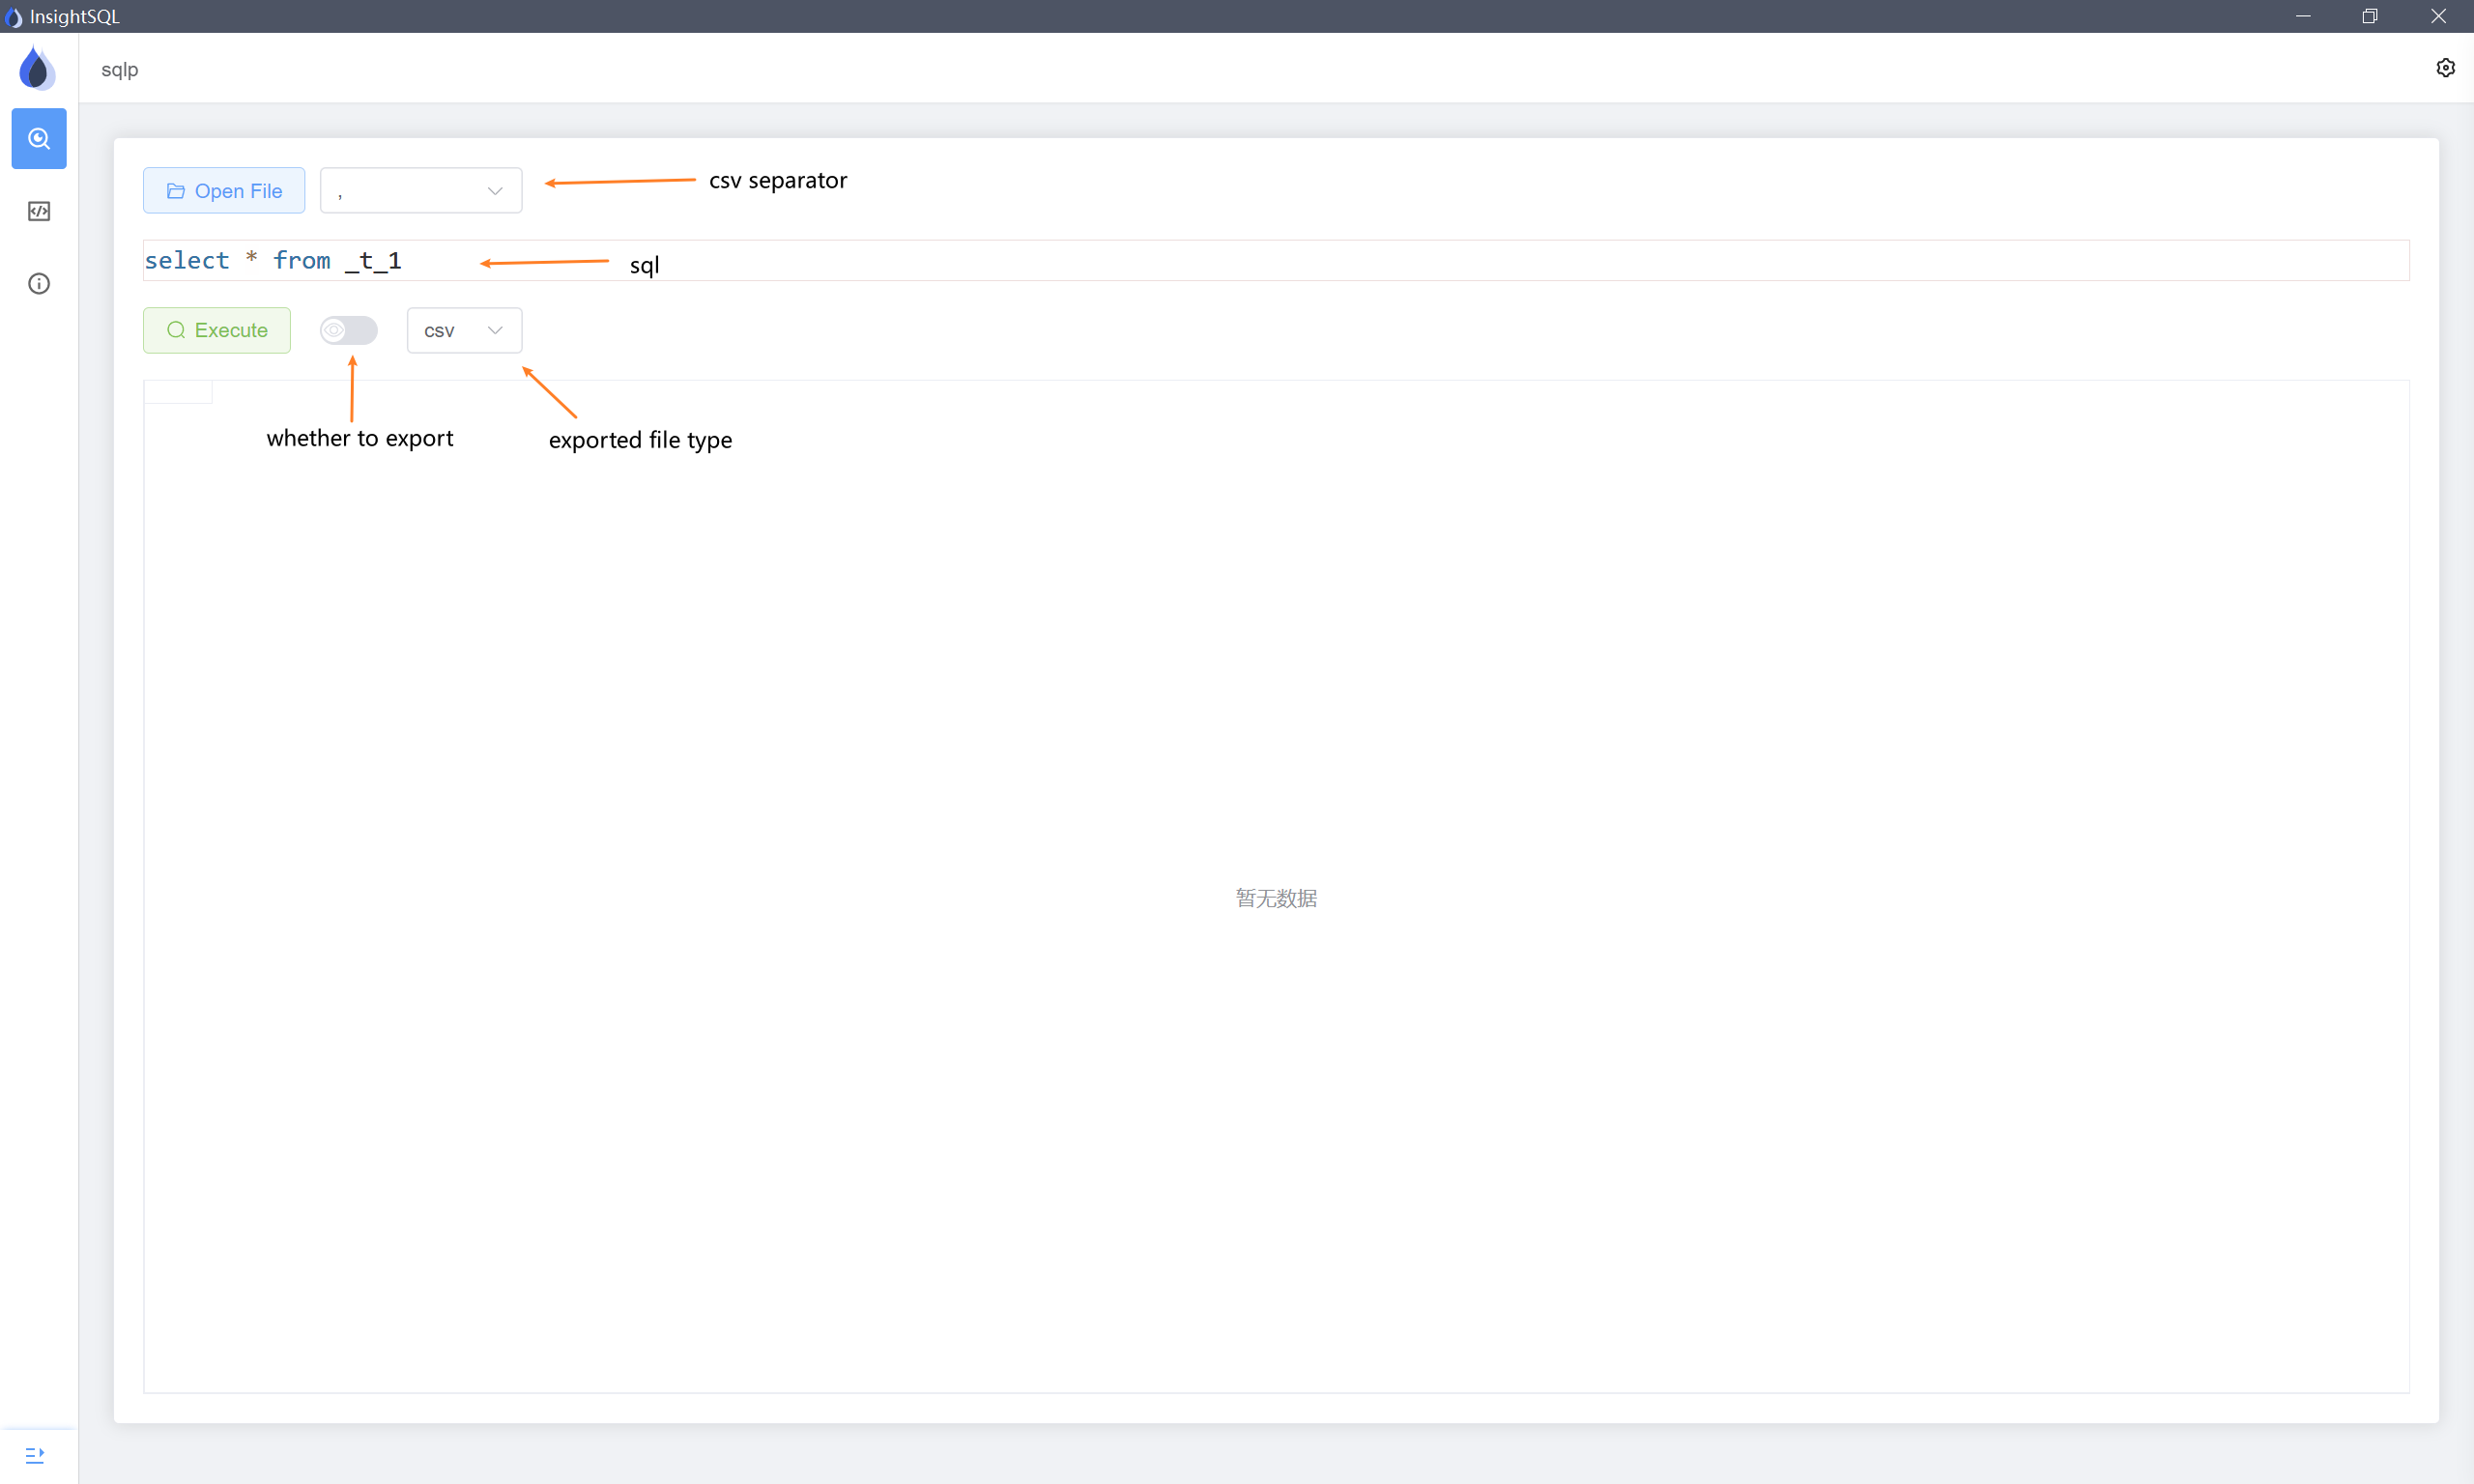 InsightSQL
sqlp
Open File
,
csv separator
select * from _t_1
sql
Execute
csv
whether to export
exported file type
暂无数据